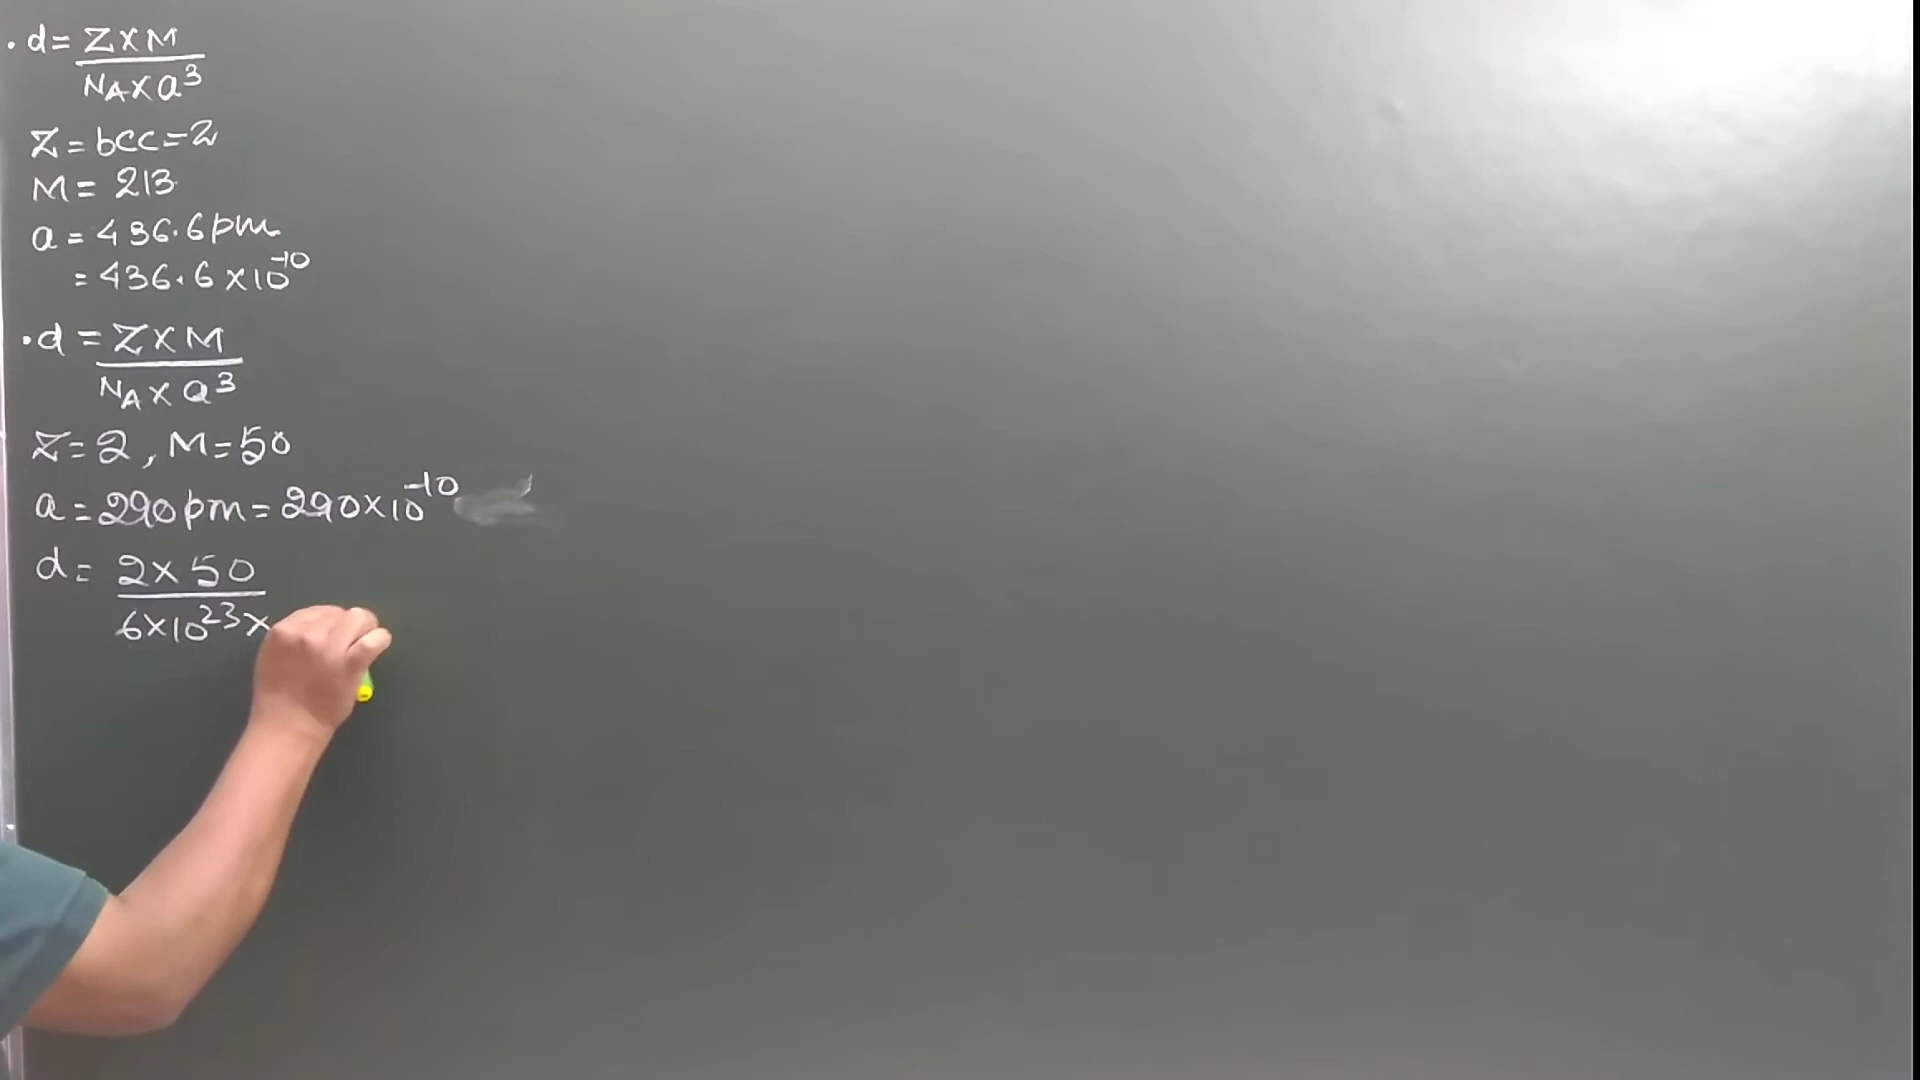 . d = Z X M
N_A X a^3
Z = bcc = 2
M = 213
a = 436.6 pm
= 436.6 x 10^-10
. d = Z X M
N_A X a^3
Z = 2 , M = 50
a = 290 pm = 290 x 10^-10
d = 2 x 50
6 x 10^23 x